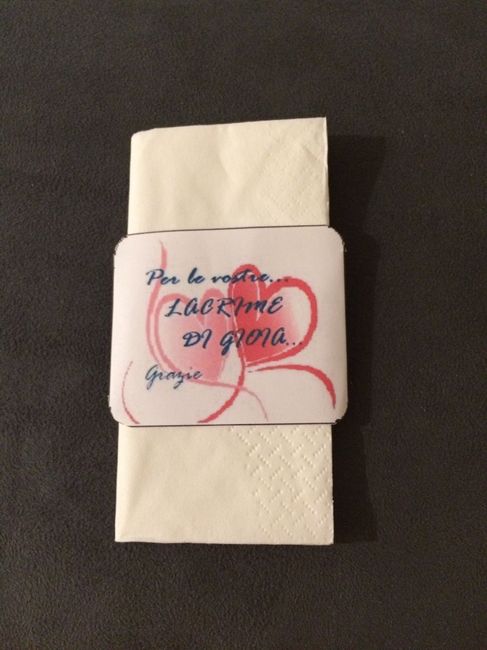 Per le vostre...
LACRIME
DI GIOIA...
Grazie